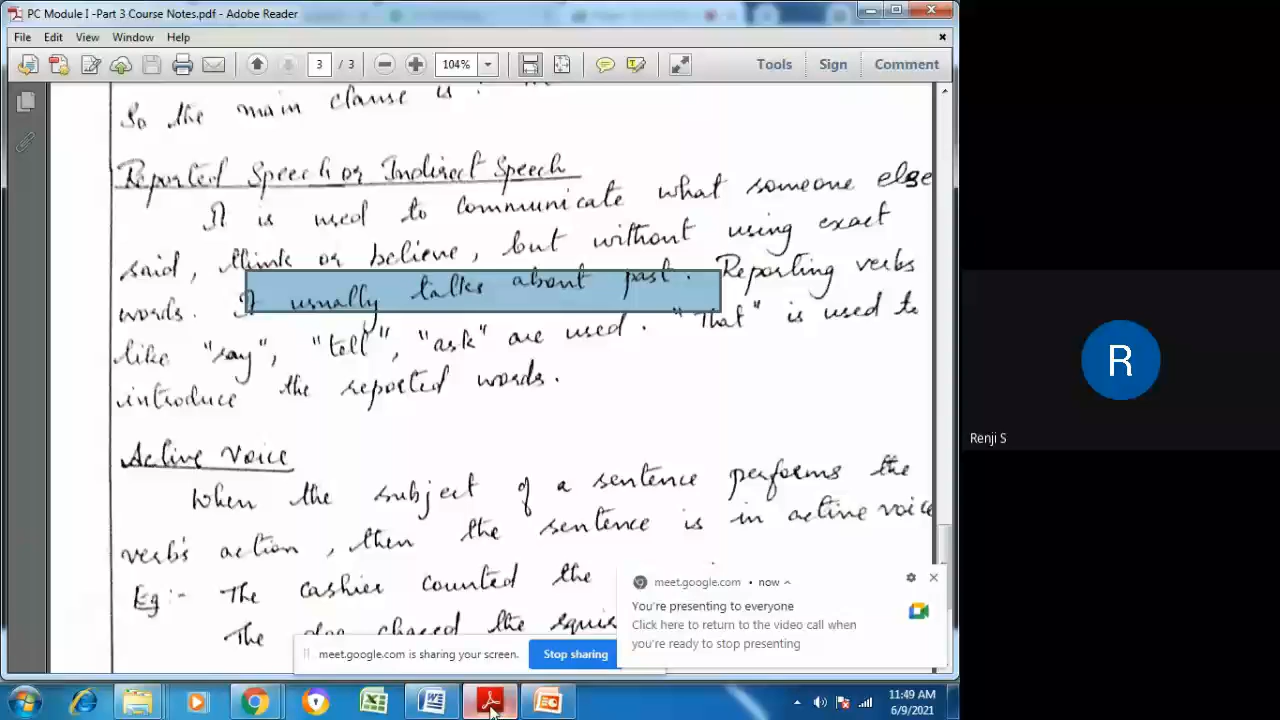 PC Module I -Part 3 Course Notes.pdf - Adobe Reader
File Edit View Window Help
3 / 3 104% Tools Sign Comment
So the main clause is :
Reported Speech or Indirect Speech
It is used to communicate what someone else
said, think or believe, but without using exact
words. It usually talks about past. Reporting verbs
like "say", "tell", "ask" are used. "That" is used to
introduce the reported words.
Active Voice
When the subject of a sentence performs the
verb's action, then the sentence is in active voice
Eg:- The cashier counted the
The dog chased the
meet.google.com • now
You're presenting to everyone
Click here to return to the video call when
you're ready to stop presenting
meet.google.com is sharing your screen. Stop sharing
R
Renji S
11:49 AM
6/9/2021